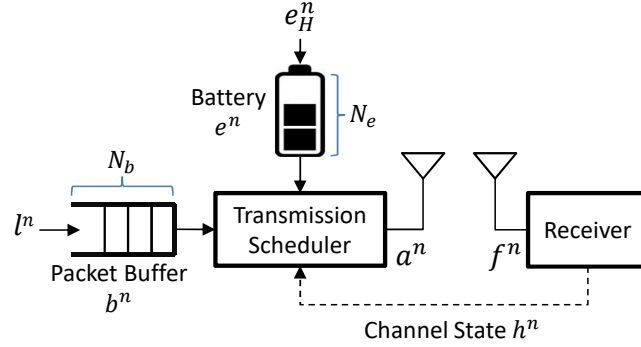 $e_H^n$
Battery
$e^n$
$N_e$
$N_b$
$l^n$
Transmission
Scheduler
$a^n$
$f^n$
Receiver
Packet Buffer
$b^n$
Channel State $h^n$